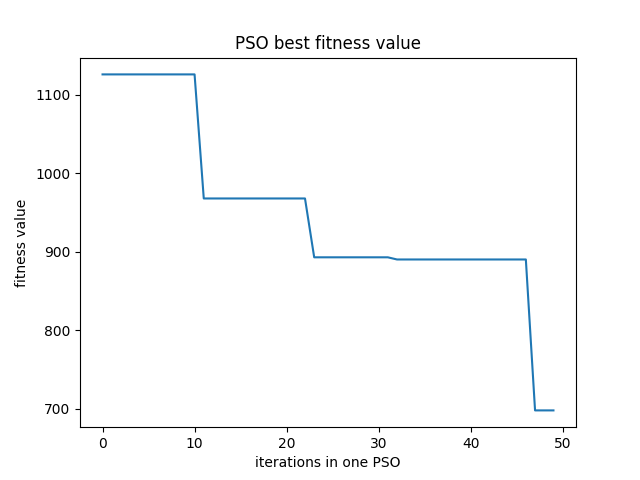 PSO best fitness value
1100
1000
900
800
700
fitness value
0 10 20 30 40 50
iterations in one PSO